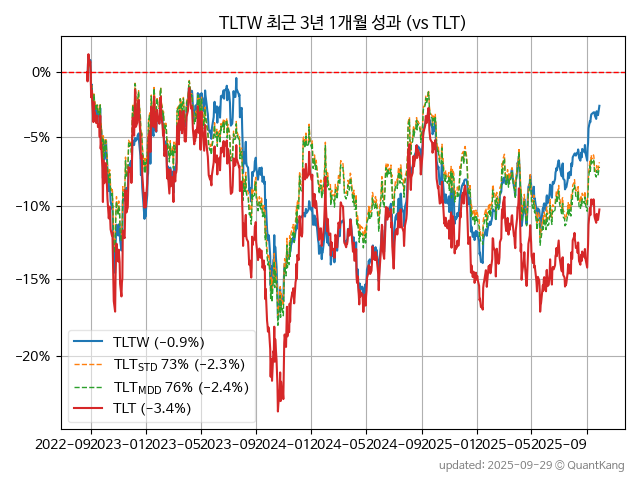 TLTW 최근 3년 1개월 성과 (vs TLT)
0%
−5%
−10%
−15%
−20%
TLTW (−0.9%)
TLT_STD 73% (−2.3%)
TLT_MDD 76% (−2.4%)
TLT (−3.4%)
2022-09 2023-01 2023-05 2023-09 2024-01 2024-05 2024-09 2025-01 2025-05 2025-09
updated: 2025-09-29 © QuantKang